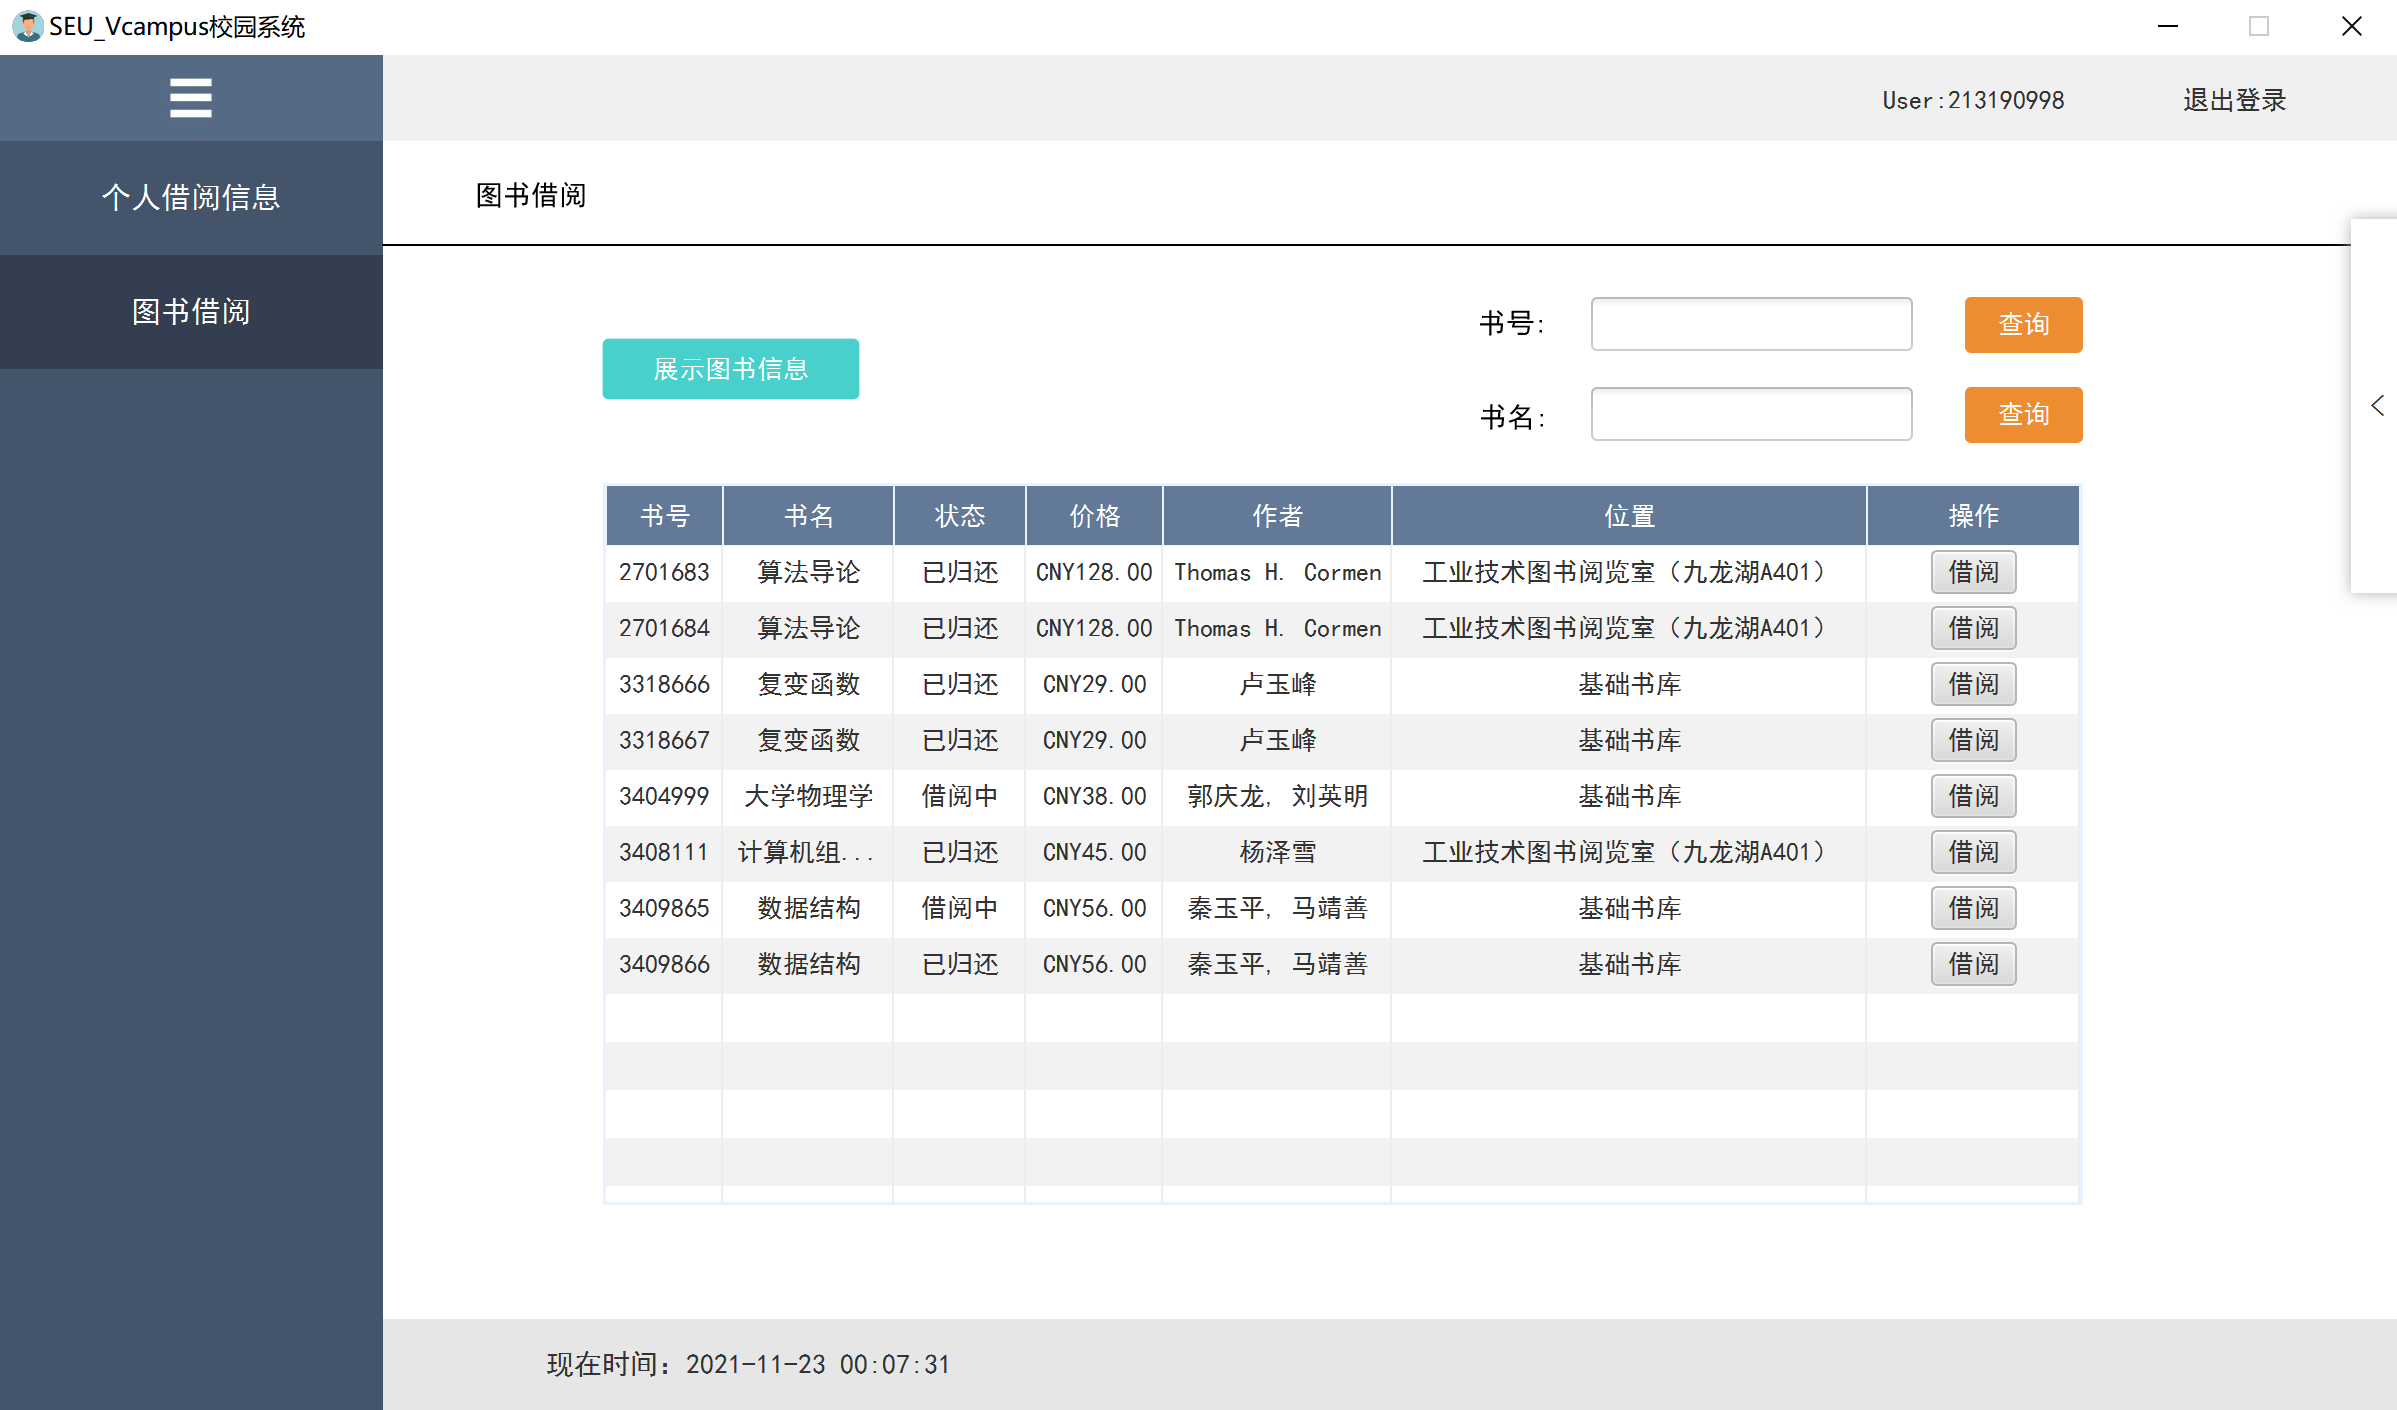 SEU_Vcampus校园系统
User:213190998 退出登录
个人借阅信息
图书借阅
图书借阅
书号: 查询
展示图书信息
书名: 查询
书号 书名 状态 价格 作者 位置 操作
2701683 算法导论 已归还 CNY128.00 Thomas H. Cormen 工业技术图书阅览室（九龙湖A401） 借阅
2701684 算法导论 已归还 CNY128.00 Thomas H. Cormen 工业技术图书阅览室（九龙湖A401） 借阅
3318666 复变函数 已归还 CNY29.00 卢玉峰 基础书库 借阅
3318667 复变函数 已归还 CNY29.00 卢玉峰 基础书库 借阅
3404999 大学物理学 借阅中 CNY38.00 郭庆龙, 刘英明 基础书库 借阅
3408111 计算机组... 已归还 CNY45.00 杨泽雪 工业技术图书阅览室（九龙湖A401） 借阅
3409865 数据结构 借阅中 CNY56.00 秦玉平, 马靖善 基础书库 借阅
3409866 数据结构 已归还 CNY56.00 秦玉平, 马靖善 基础书库 借阅
现在时间：2021-11-23 00:07:31